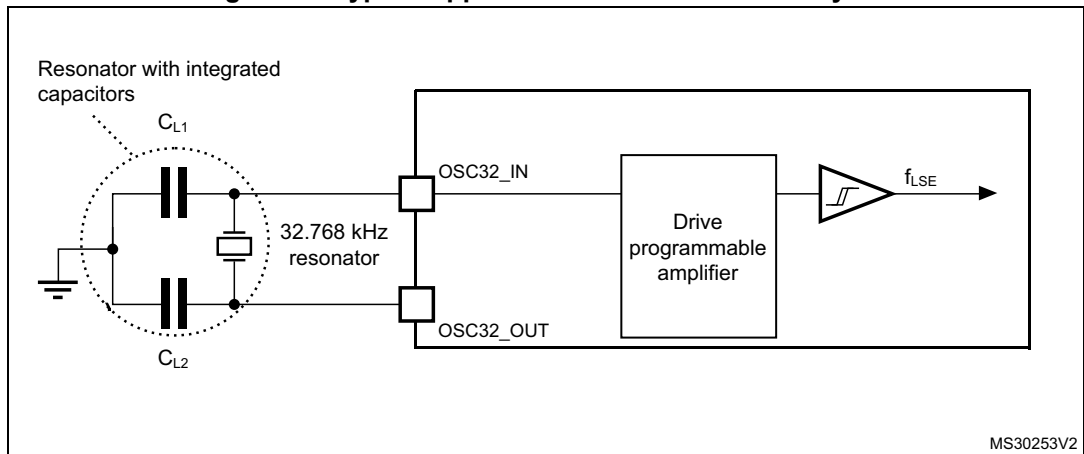 Resonator with integrated
capacitors
CL1
OSC32_IN
fLSE
32.768 kHz
resonator
Drive
programmable
amplifier
OSC32_OUT
CL2
MS30253V2